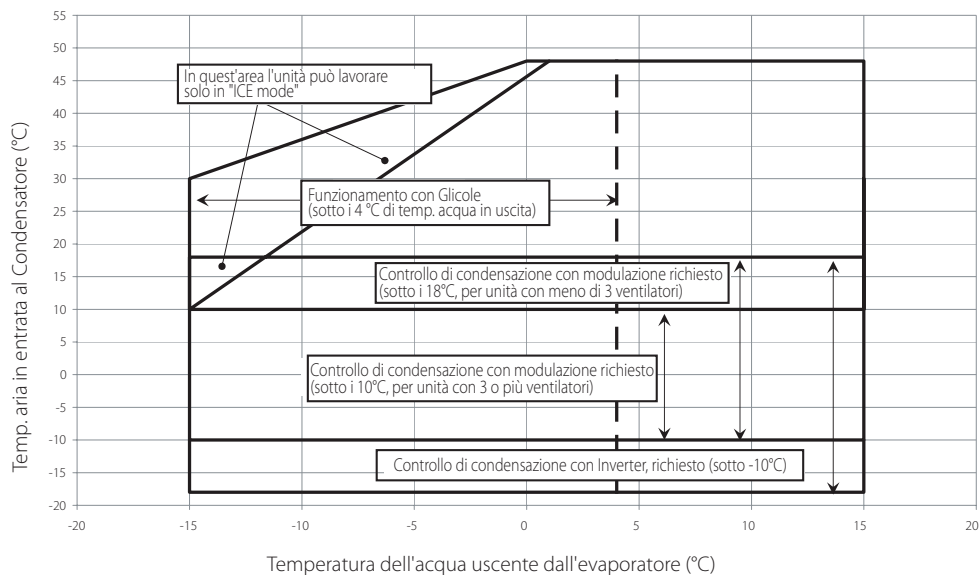 55
50
45
40
35
30
25
20
15
10
5
0
-5
-10
-15
-20
Temp. aria in entrata al Condensatore (°C)
In quest'area l'unità può lavorare
solo in "ICE mode"
Funzionamento con Glicole
(sotto i 4 °C di temp. acqua in uscita)
Controllo di condensazione con modulazione richiesto
(sotto i 18°C, per unità con meno di 3 ventilatori)
Controllo di condensazione con modulazione richiesto
(sotto i 10°C, per unità con 3 o più ventilatori)
Controllo di condensazione con Inverter, richiesto (sotto -10°C)
-20 -15 -10 -5 0 5 10 15 20
Temperatura dell'acqua uscente dall'evaporatore (°C)